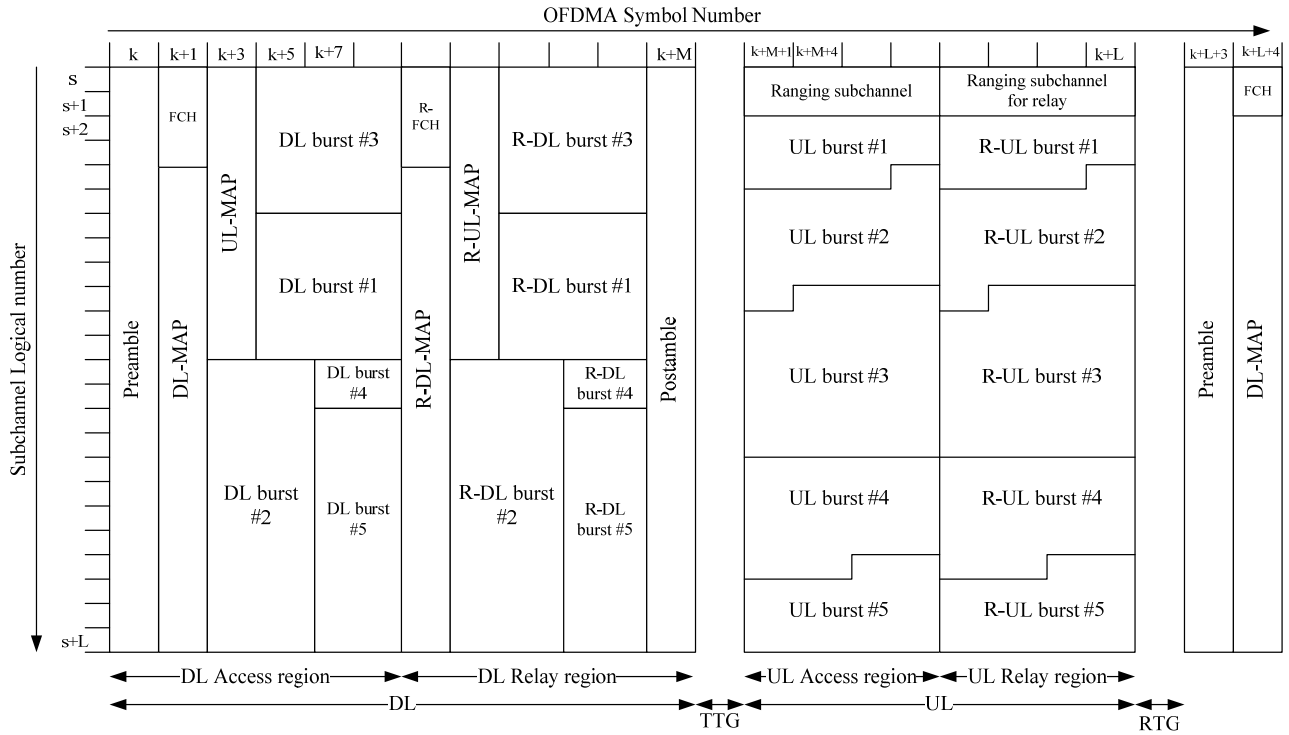 OFDMA Symbol Number
k k+1 k+3 k+5 k+7 k+M k+M+1 k+M+4 k+L k+L+3 k+L+4
Subchannel Logical number
s
s+1
s+2
s+L
Preamble
FCH
DL-MAP
UL-MAP
DL burst #3
DL burst #1
DL burst
#2
DL burst
#4
DL burst
#5
R-
FCH
R-DL-MAP
R-UL-MAP
R-DL burst #3
R-DL burst #1
R-DL burst
#2
R-DL
burst #4
R-DL
burst #5
Postamble
Ranging subchannel
UL burst #1
UL burst #2
UL burst #3
UL burst #4
UL burst #5
Ranging subchannel
for relay
R-UL burst #1
R-UL burst #2
R-UL burst #3
R-UL burst #4
R-UL burst #5
Preamble
FCH
DL-MAP
DL Access region DL Relay region UL Access region UL Relay region
DL TTG UL RTG